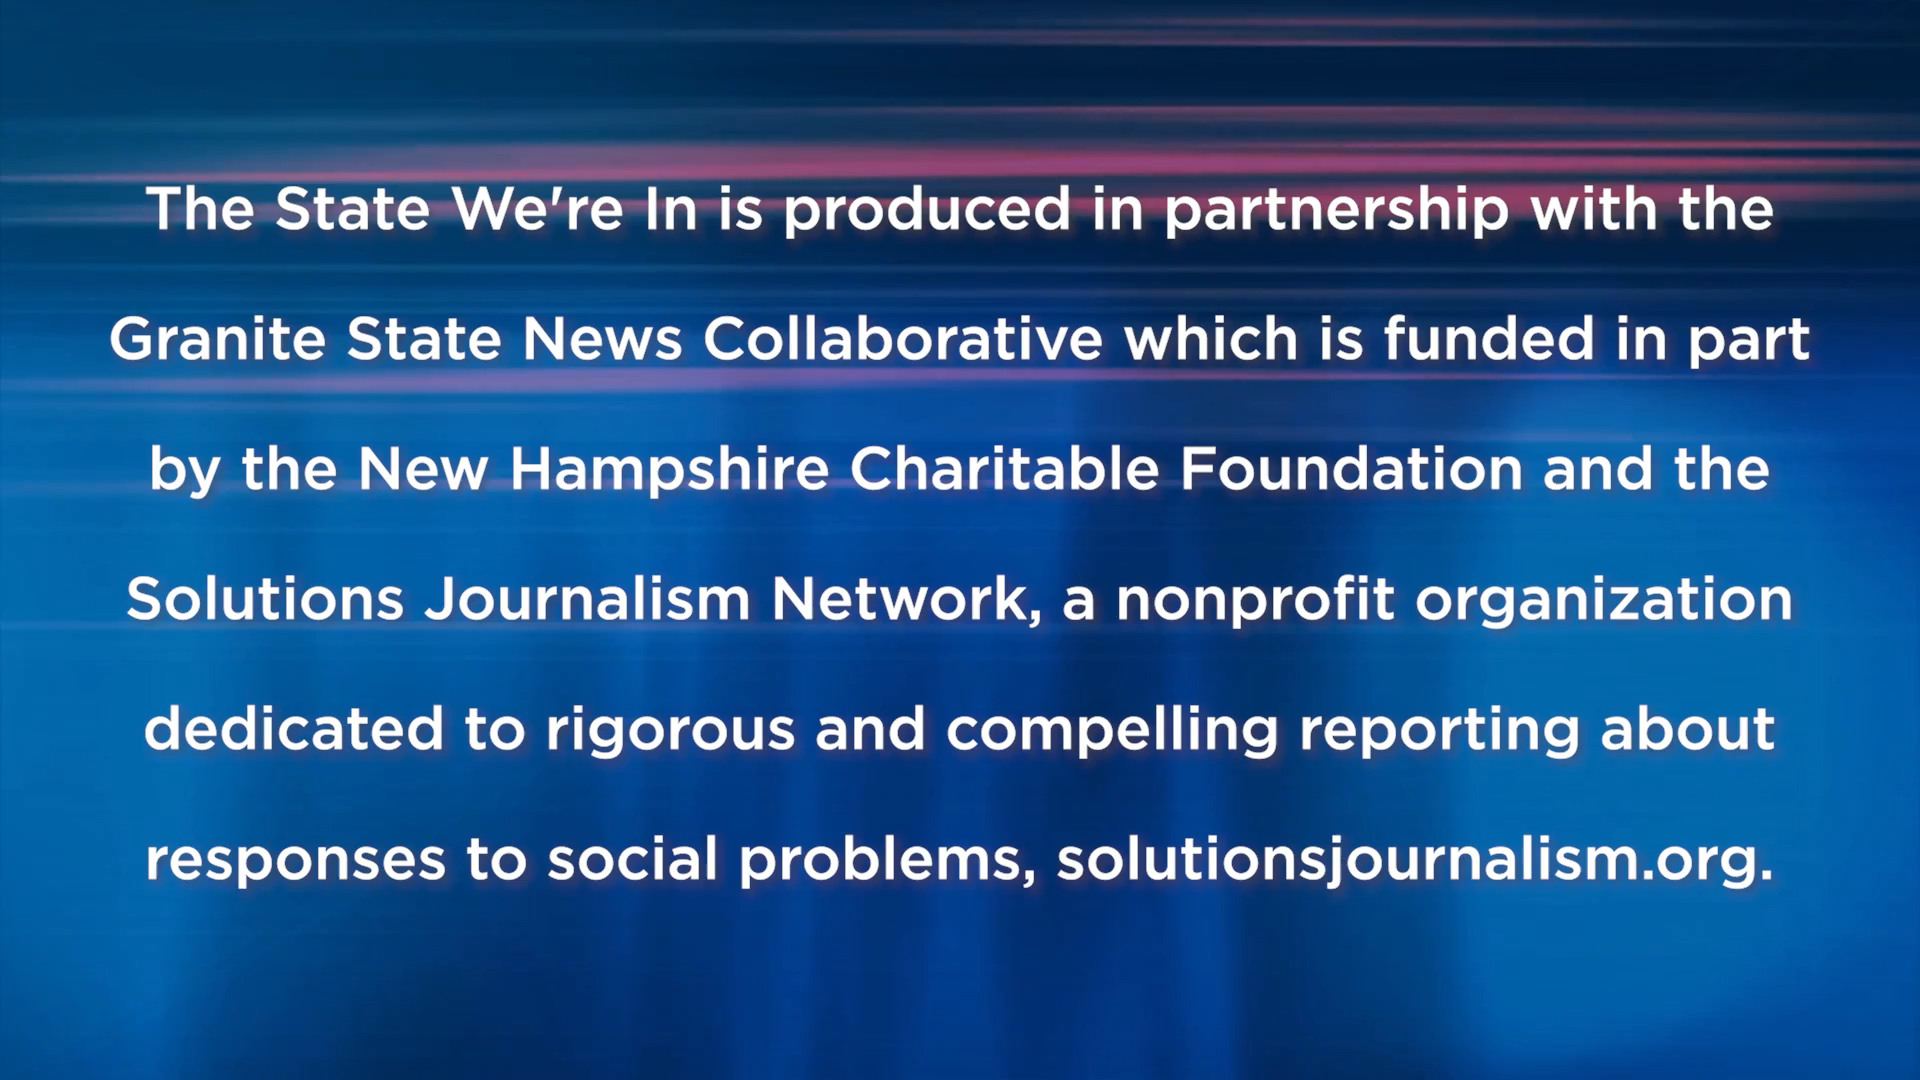 The State We're In is produced in partnership with the
Granite State News Collaborative which is funded in part
by the New Hampshire Charitable Foundation and the
Solutions Journalism Network, a nonprofit organization
dedicated to rigorous and compelling reporting about
responses to social problems, solutionsjournalism.org.